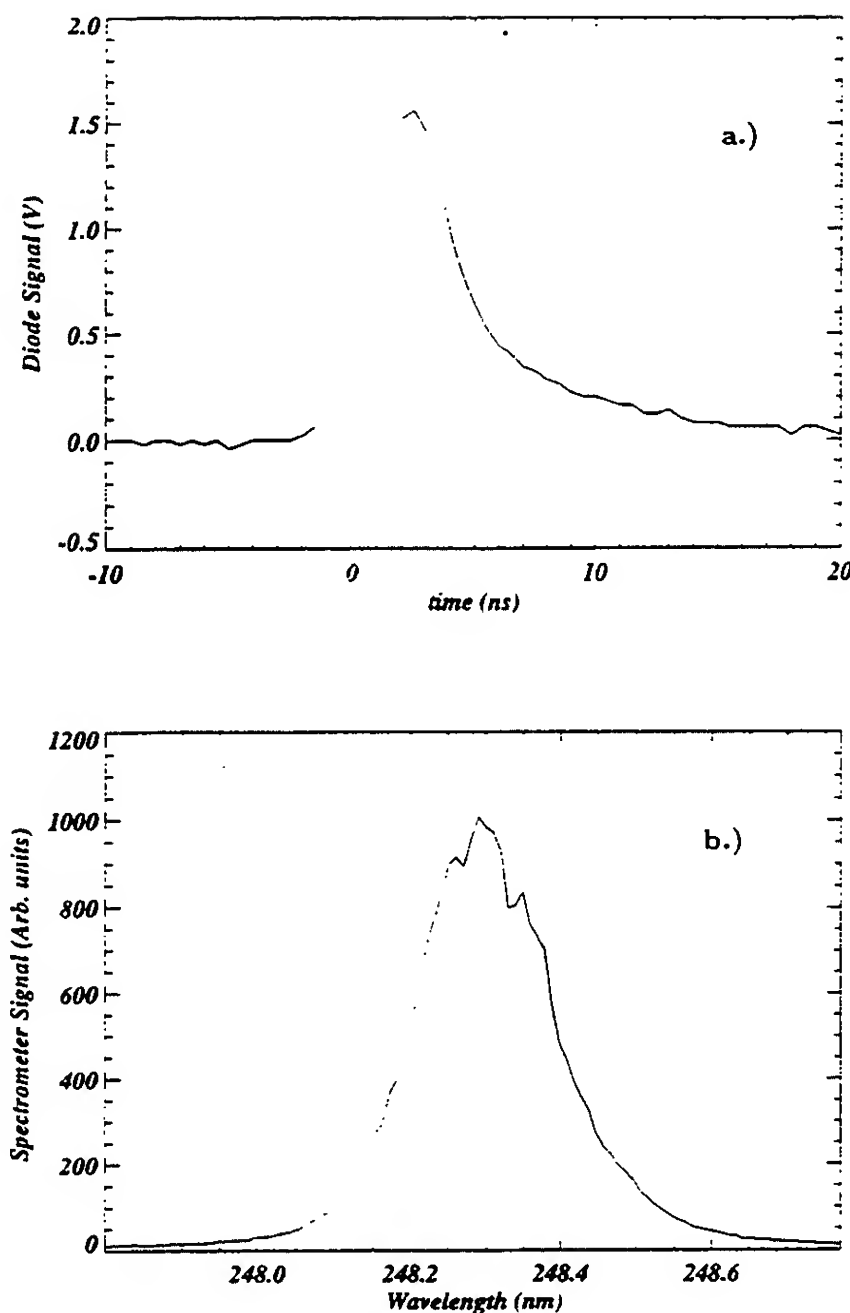 2.0
1.5
1.0
0.5
0.0
-0.5
Diode Signal (V)
a.)
-10 0 10 20
time (ns)
1200
1000
800
600
400
200
0
Spectrometer Signal (Arb. units)
b.)
248.0 248.2 248.4 248.6
Wavelength (nm)